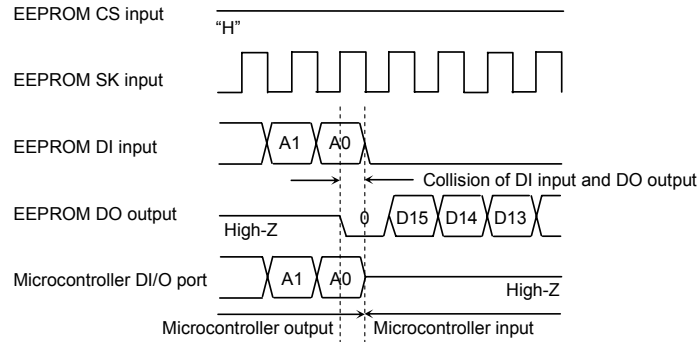 EEPROM CS input
“H”
EEPROM SK input
EEPROM DI input
A1 A0
Collision of DI input and DO output
EEPROM DO output
High-Z
0 D15 D14 D13
Microcontroller DI/O port
A1 A0
High-Z
Microcontroller output
Microcontroller input